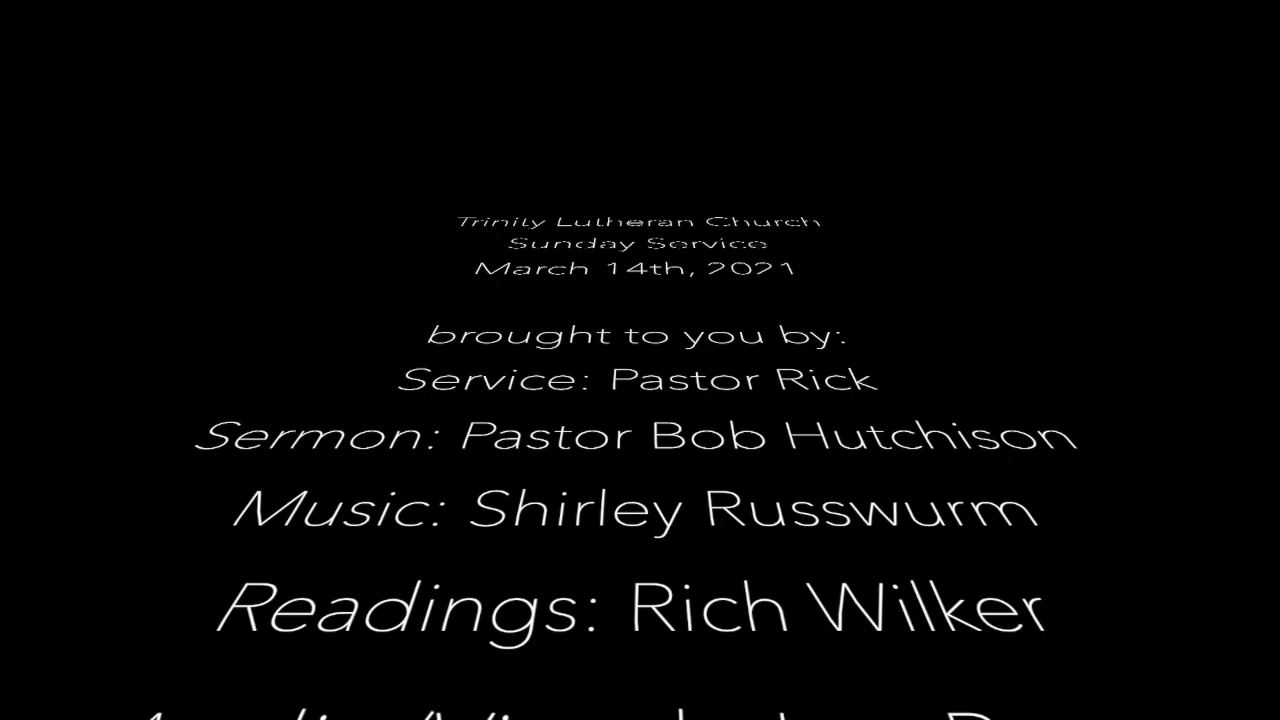 Trinity Lutheran Church
Sunday Service
March 14th, 2021
brought to you by:
Service: Pastor Rick
Sermon: Pastor Bob Hutchison
Music: Shirley Russwurm
Readings: Rich Wilker